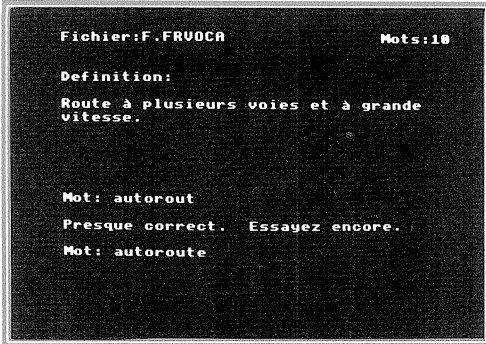 Fichier:F.FRVOCA Mots:10
Definition:
Route à plusieurs voies et à grande
vitesse.
Mot: autorout
Presque correct. Essayez encore.
Mot: autoroute